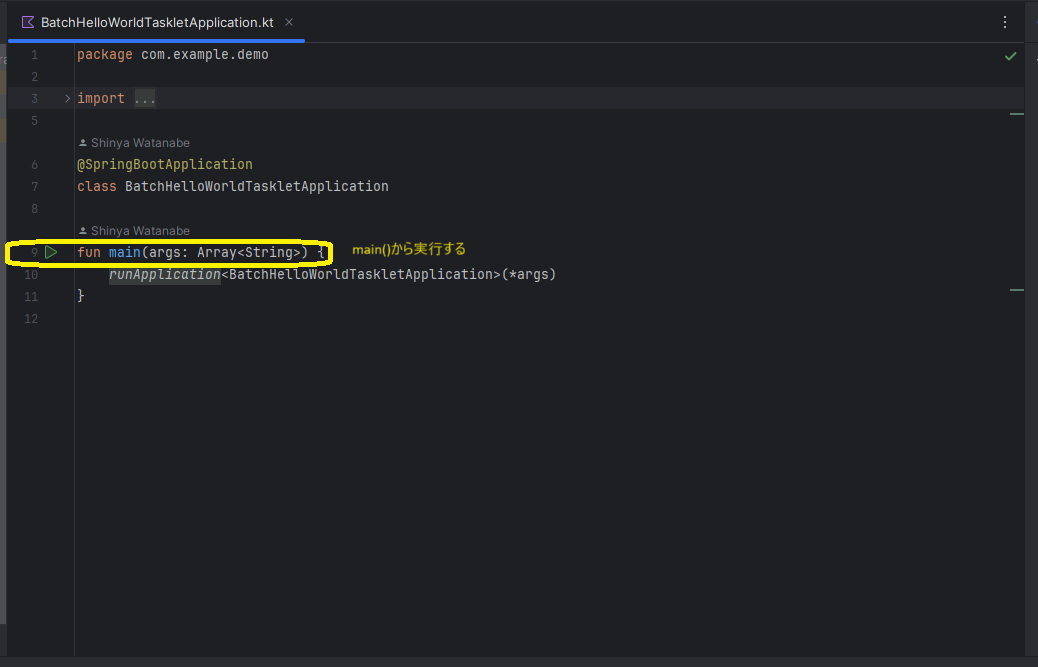 BatchHelloWorldTaskletApplication.kt
1 package com.example.demo
2
3 import ...
5
Shinya Watanabe
6 @SpringBootApplication
7 class BatchHelloWorldTaskletApplication
8
Shinya Watanabe
9 fun main(args: Array<String>) { main()から実行する
10 runApplication<BatchHelloWorldTaskletApplication>(*args)
11 }
12